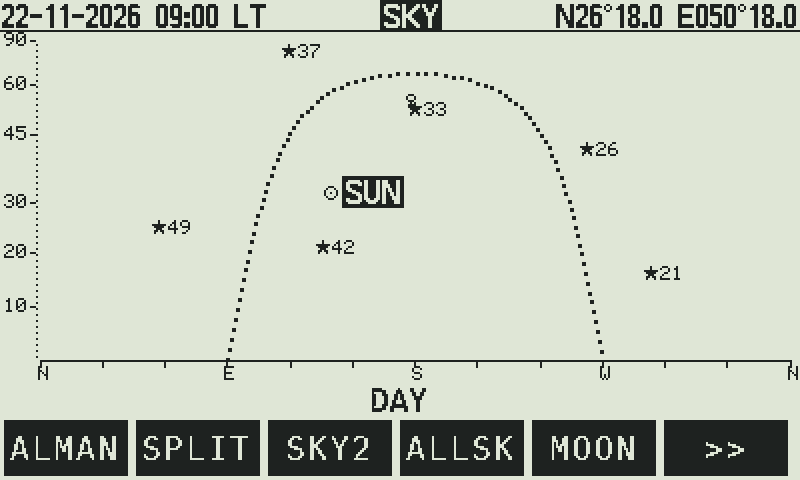 22-11-2026 09:00 LT SKY N26°18.0 E050°18.0
90
★37
60
♀
★33
45
★26
30
☉SUN
★49
20
★42
★21
10
N E S W N
DAY
ALMAN SPLIT SKY2 ALLSK MOON >>